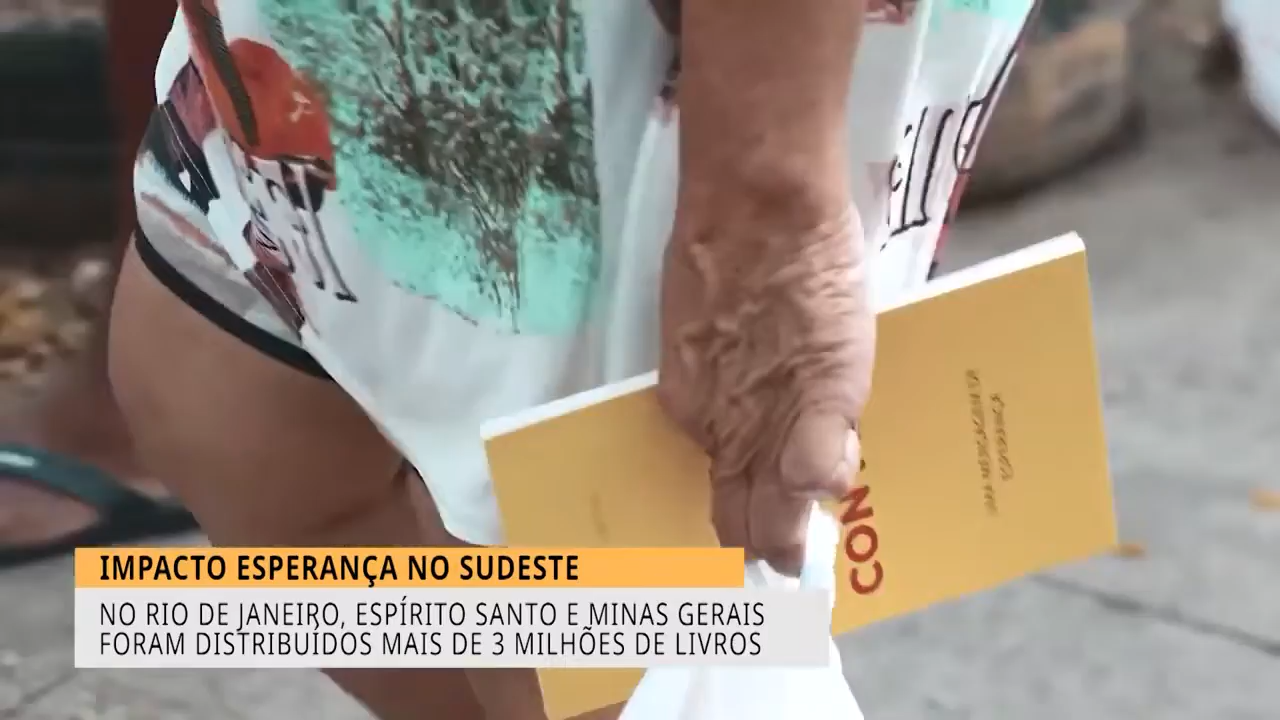 CON
IMPACTO ESPERANÇA NO SUDESTE
NO RIO DE JANEIRO, ESPÍRITO SANTO E MINAS GERAIS
FORAM DISTRIBUÍDOS MAIS DE 3 MILHÕES DE LIVROS